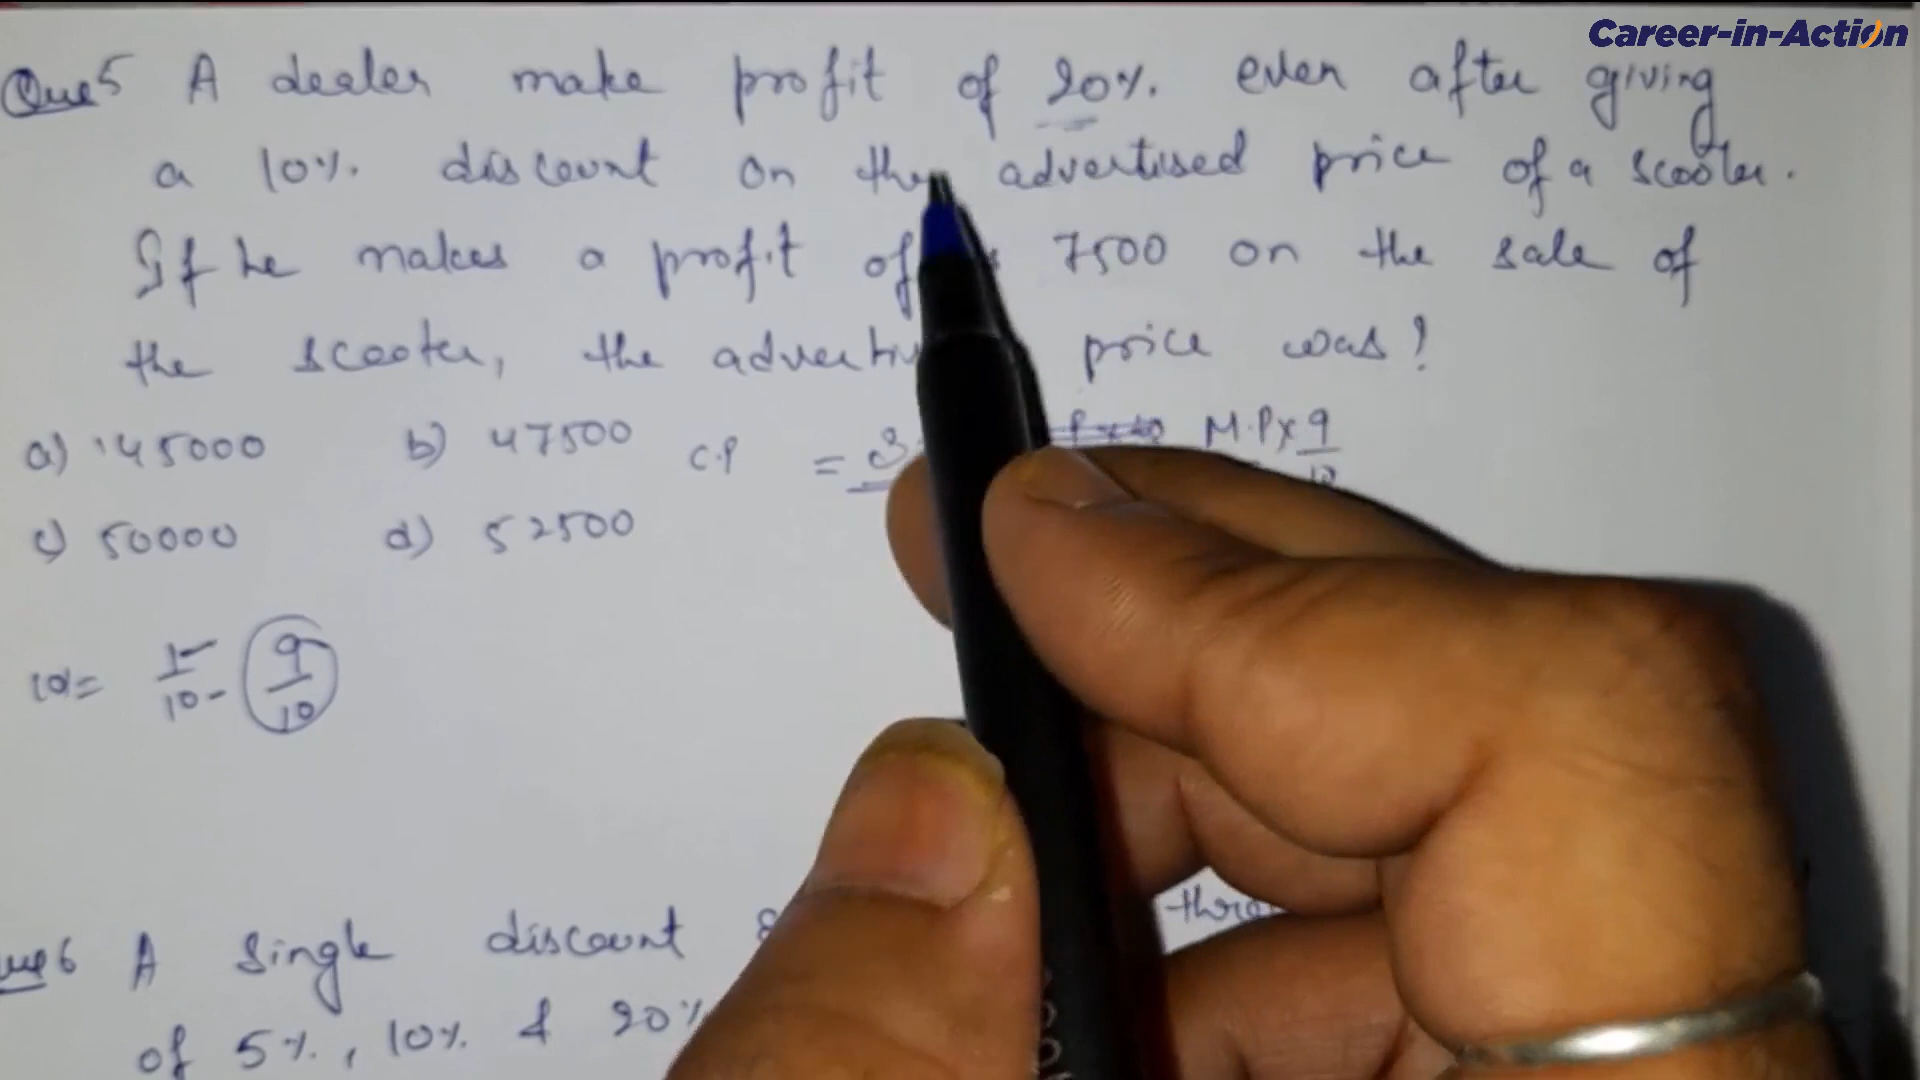 Career-in-Action
Que5 A dealer make profit of 20%. even after giving
a 10%. discount on the advertised price of a scooter.
If he makes a profit of 7500 on the sale of
the scooter, the price was?
a) 45000 b) 47500 C.P = M.P x 9
10
c) 50000 d) 52500
10% = 1 9
10 10
Que6 A Single discount
of 5%., 10%. & 20%